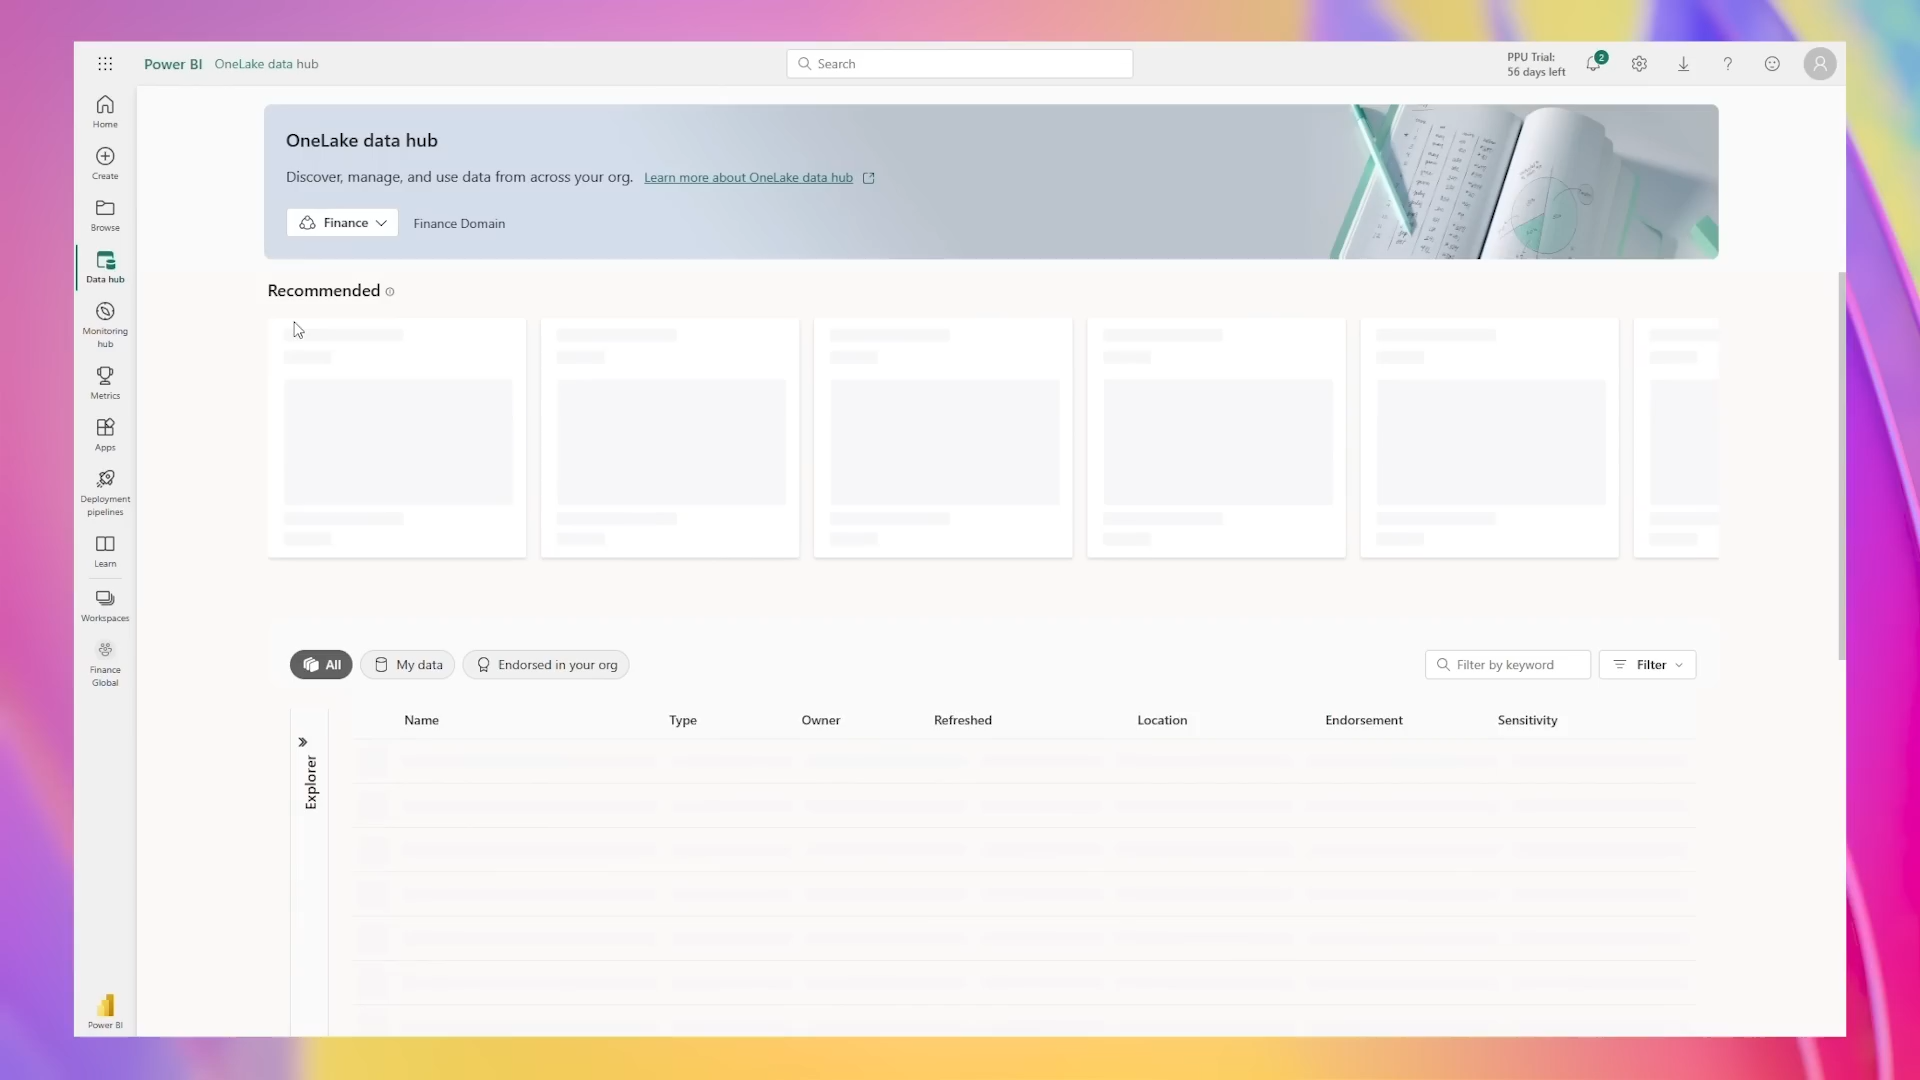 Power BI
OneLake data hub
Search
PPU Trial:
56 days left
2
Home
Create
Browse
Data hub
Monitoring
hub
Metrics
Apps
Deployment
pipelines
Learn
Workspaces
Finance
Global
Power BI
OneLake data hub
Discover, manage, and use data from across your org. Learn more about OneLake data hub
Finance
Finance Domain
Recommended
All
My data
Endorsed in your org
Filter by keyword
Filter
Explorer
Name
Type
Owner
Refreshed
Location
Endorsement
Sensitivity